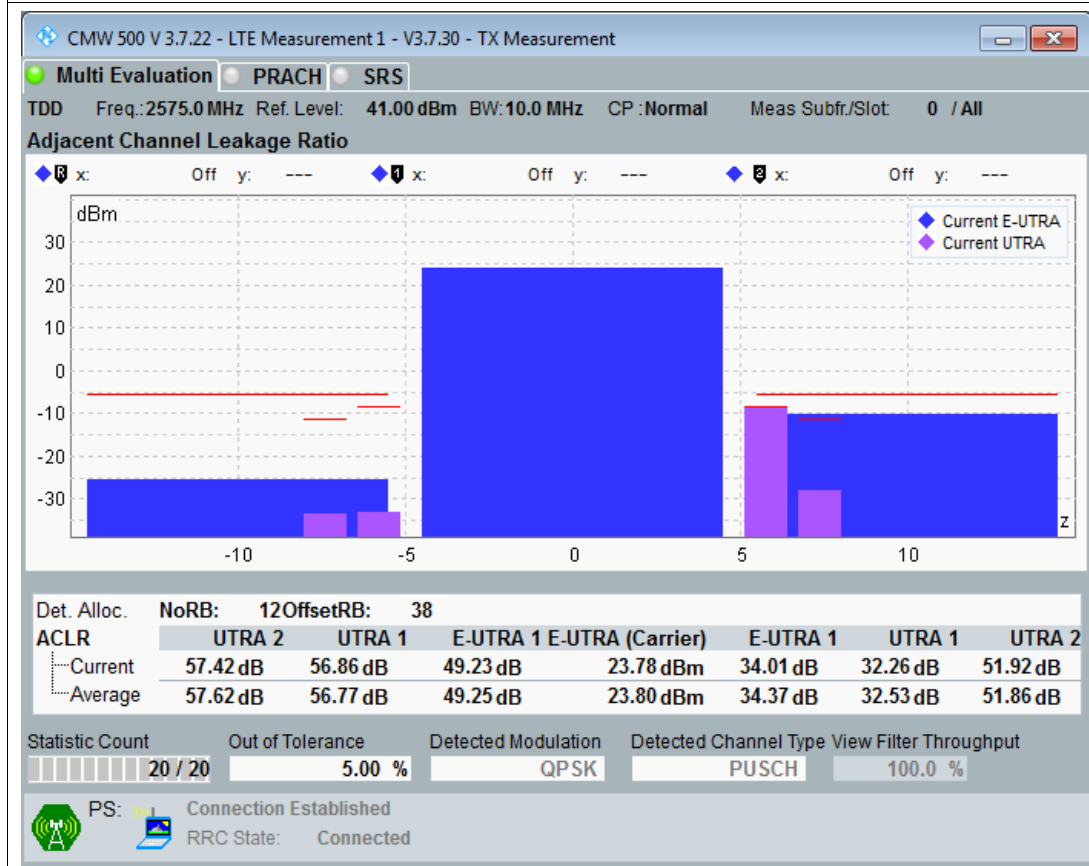 CMW 500 V 3.7.22 - LTE Measurement 1 - V3.7.30 - TX Measurement
Multi Evaluation PRACH SRS
TDD Freq.: 2575.0 MHz Ref. Level: 41.00 dBm BW: 10.0 MHz CP : Normal Meas Subfr./Slot: 0 / All
Adjacent Channel Leakage Ratio
R x: Off y: --- 1 x: Off y: --- 2 x: Off y: ---
dBm
Current E-UTRA
Current UTRA
30
20
10
0
-10
-20
-30
z
-10 -5 0 5 10
Det. Alloc. NoRB: 12 OffsetRB: 38
ACLR UTRA 2 UTRA 1 E-UTRA 1 E-UTRA (Carrier) E-UTRA 1 UTRA 1 UTRA 2
Current 57.42 dB 56.86 dB 49.23 dB 23.78 dBm 34.01 dB 32.26 dB 51.92 dB
Average 57.62 dB 56.77 dB 49.25 dB 23.80 dBm 34.37 dB 32.53 dB 51.86 dB
Statistic Count Out of Tolerance Detected Modulation Detected Channel Type View Filter Throughput
20 / 20 5.00 % QPSK PUSCH 100.0 %
PS: Connection Established
RRC State: Connected